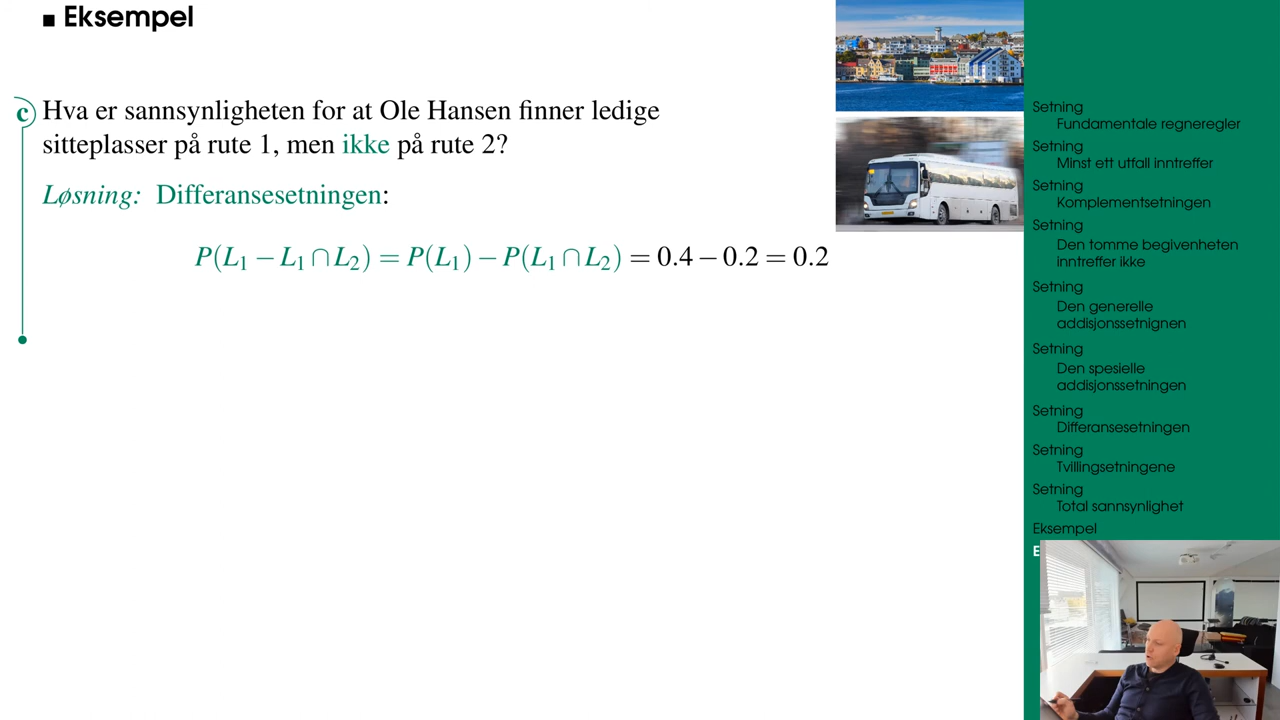 ▪ Eksempel
c Hva er sannsynligheten for at Ole Hansen finner ledige
sitteplasser på rute 1, men ikke på rute 2?
Løsning: Differansesetningen:
P(L₁ − L₁ ∩ L₂) = P(L₁) − P(L₁ ∩ L₂) = 0.4 − 0.2 = 0.2
Setning
Fundamentale regneregler
Setning
Minst ett utfall inntreffer
Setning
Komplementsetningen
Setning
Den tomme begivenheten
inntreffer ikke
Setning
Den generelle
addisjonssetnignen
Setning
Den spesielle
addisjonssetningen
Setning
Differansesetningen
Setning
Tvillingsetningene
Setning
Total sannsynlighet
Eksempel